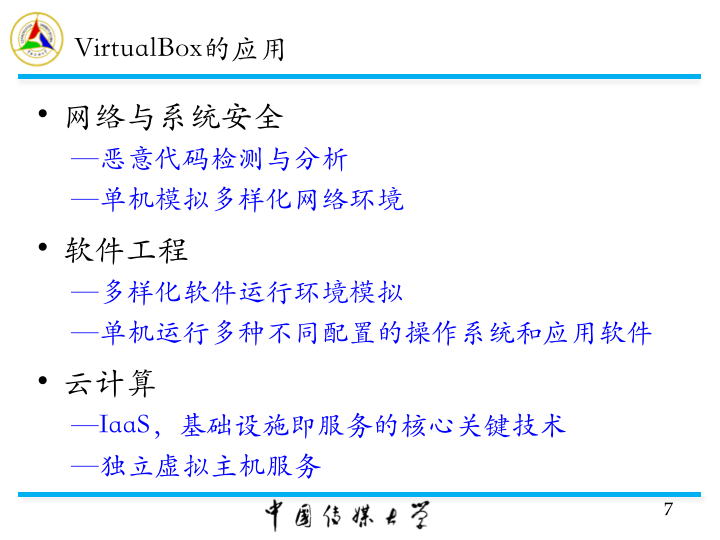 VirtualBox的应用
• 网络与系统安全
—恶意代码检测与分析
—单机模拟多样化网络环境
• 软件工程
—多样化软件运行环境模拟
—单机运行多种不同配置的操作系统和应用软件
• 云计算
—IaaS，基础设施即服务的核心关键技术
—独立虚拟主机服务
中国传媒大学
7